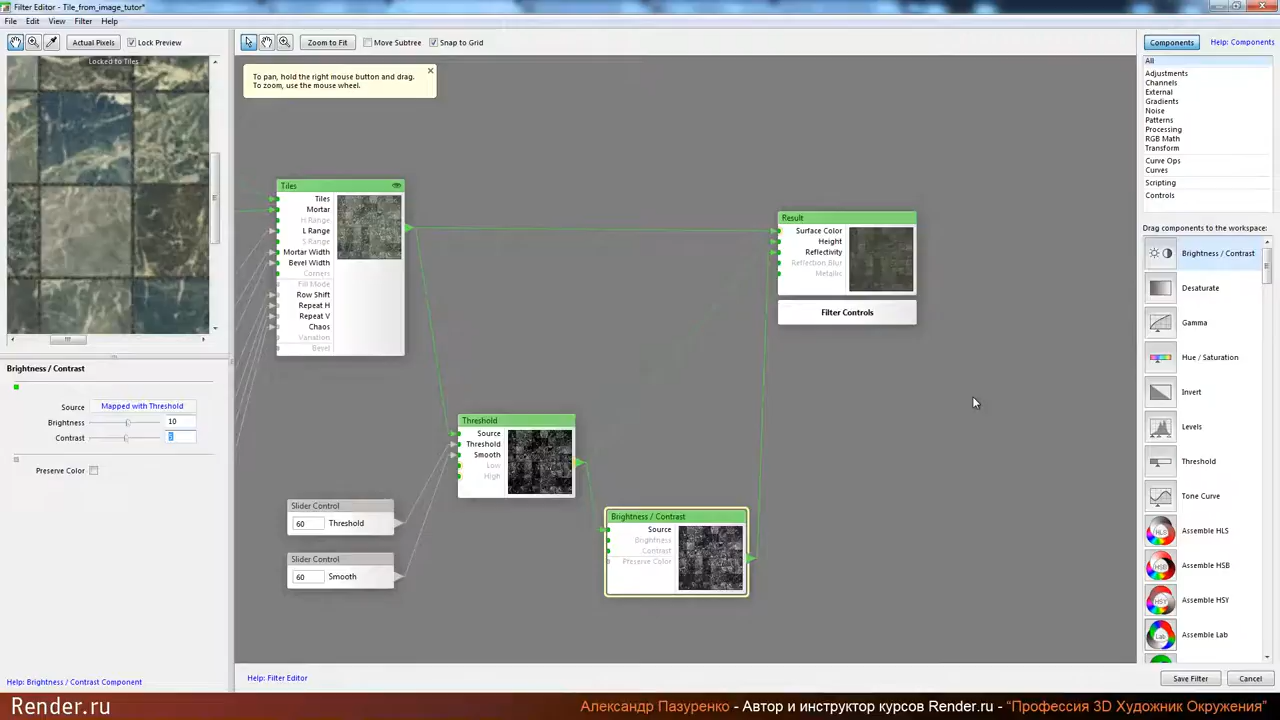 Filter Editor - Tile_from_image_tutor*
File Edit View Filter Help
Actual Pixels Lock Preview
Zoom to Fit Move Subtree Snap to Grid
Components Help: Components
Locked to Tiles
To pan, hold the right mouse button and drag.
To zoom, use the mouse wheel.
Tiles
Tiles
Mortar
H Range
L Range
S Range
Mortar Width
Bevel Width
Corners
Fill Mode
Row Shift
Repeat H
Repeat V
Chaos
Variation
Bevel
Result
Surface Color
Height
Reflectivity
Reflection Blur
Metallic
Filter Controls
Threshold
Source
Threshold
Smooth
Low
High
Slider Control
60 Threshold
Slider Control
60 Smooth
Brightness / Contrast
Source
Brightness
Contrast
Preserve Color
Brightness / Contrast
Source Mapped with Threshold
Brightness 10
Contrast
Preserve Color
Help: Brightness / Contrast Component
Help: Filter Editor
All
Adjustments
Channels
External
Gradients
Noise
Patterns
Processing
RGB Math
Transform
Curve Ops
Curves
Scripting
Controls
Drag components to the workspace:
Brightness / Contrast
Desaturate
Gamma
Hue / Saturation
Invert
Levels
Threshold
Tone Curve
HLS Assemble HLS
HSB Assemble HSB
HSY Assemble HSY
Lab Assemble Lab
Save Filter Cancel
Render.ru Александр Пазуренко - Автор и инструктор курсов Render.ru - “Профессия 3D Художник Окружения”